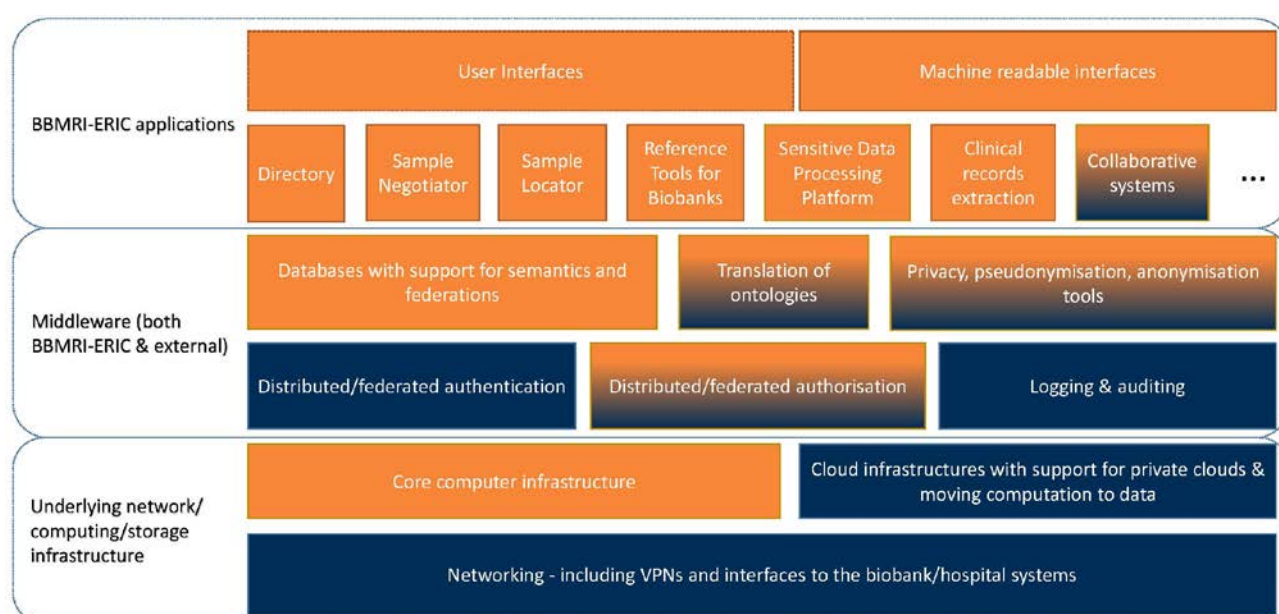 User Interfaces
Machine readable interfaces
BBMRI-ERIC applications
Directory
Sample
Negotiator
Sample
Locator
Reference
Tools for
Biobanks
Sensitive Data
Processing
Platform
Clinical
records
extraction
Collaborative
systems
...
Middleware (both
BBMRI-ERIC & external)
Databases with support for semantics and
federations
Translation of
ontologies
Privacy, pseudonymisation, anonymisation
tools
Distributed/federated authentication
Distributed/federated authorisation
Logging & auditing
Underlying network/
computing/storage
infrastructure
Core computer infrastructure
Cloud infrastructures with support for private clouds &
moving computation to data
Networking - including VPNs and interfaces to the biobank/hospital systems